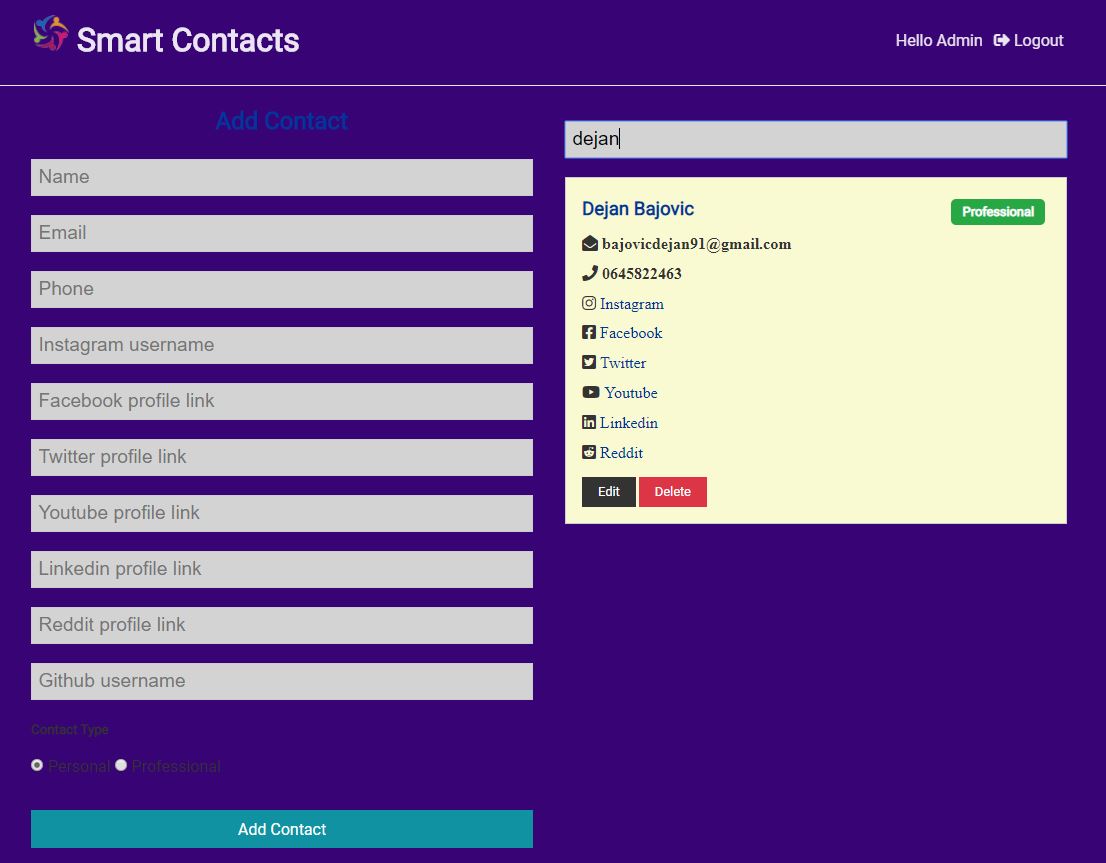 Smart Contacts
Hello Admin Logout
Add Contact
Name
Email
Phone
Instagram username
Facebook profile link
Twitter profile link
Youtube profile link
Linkedin profile link
Reddit profile link
Github username
Contact Type
Personal Professional
Add Contact
dejan
Dejan Bajovic
Professional
bajovicdejan91@gmail.com
0645822463
Instagram
Facebook
Twitter
Youtube
Linkedin
Reddit
Edit Delete